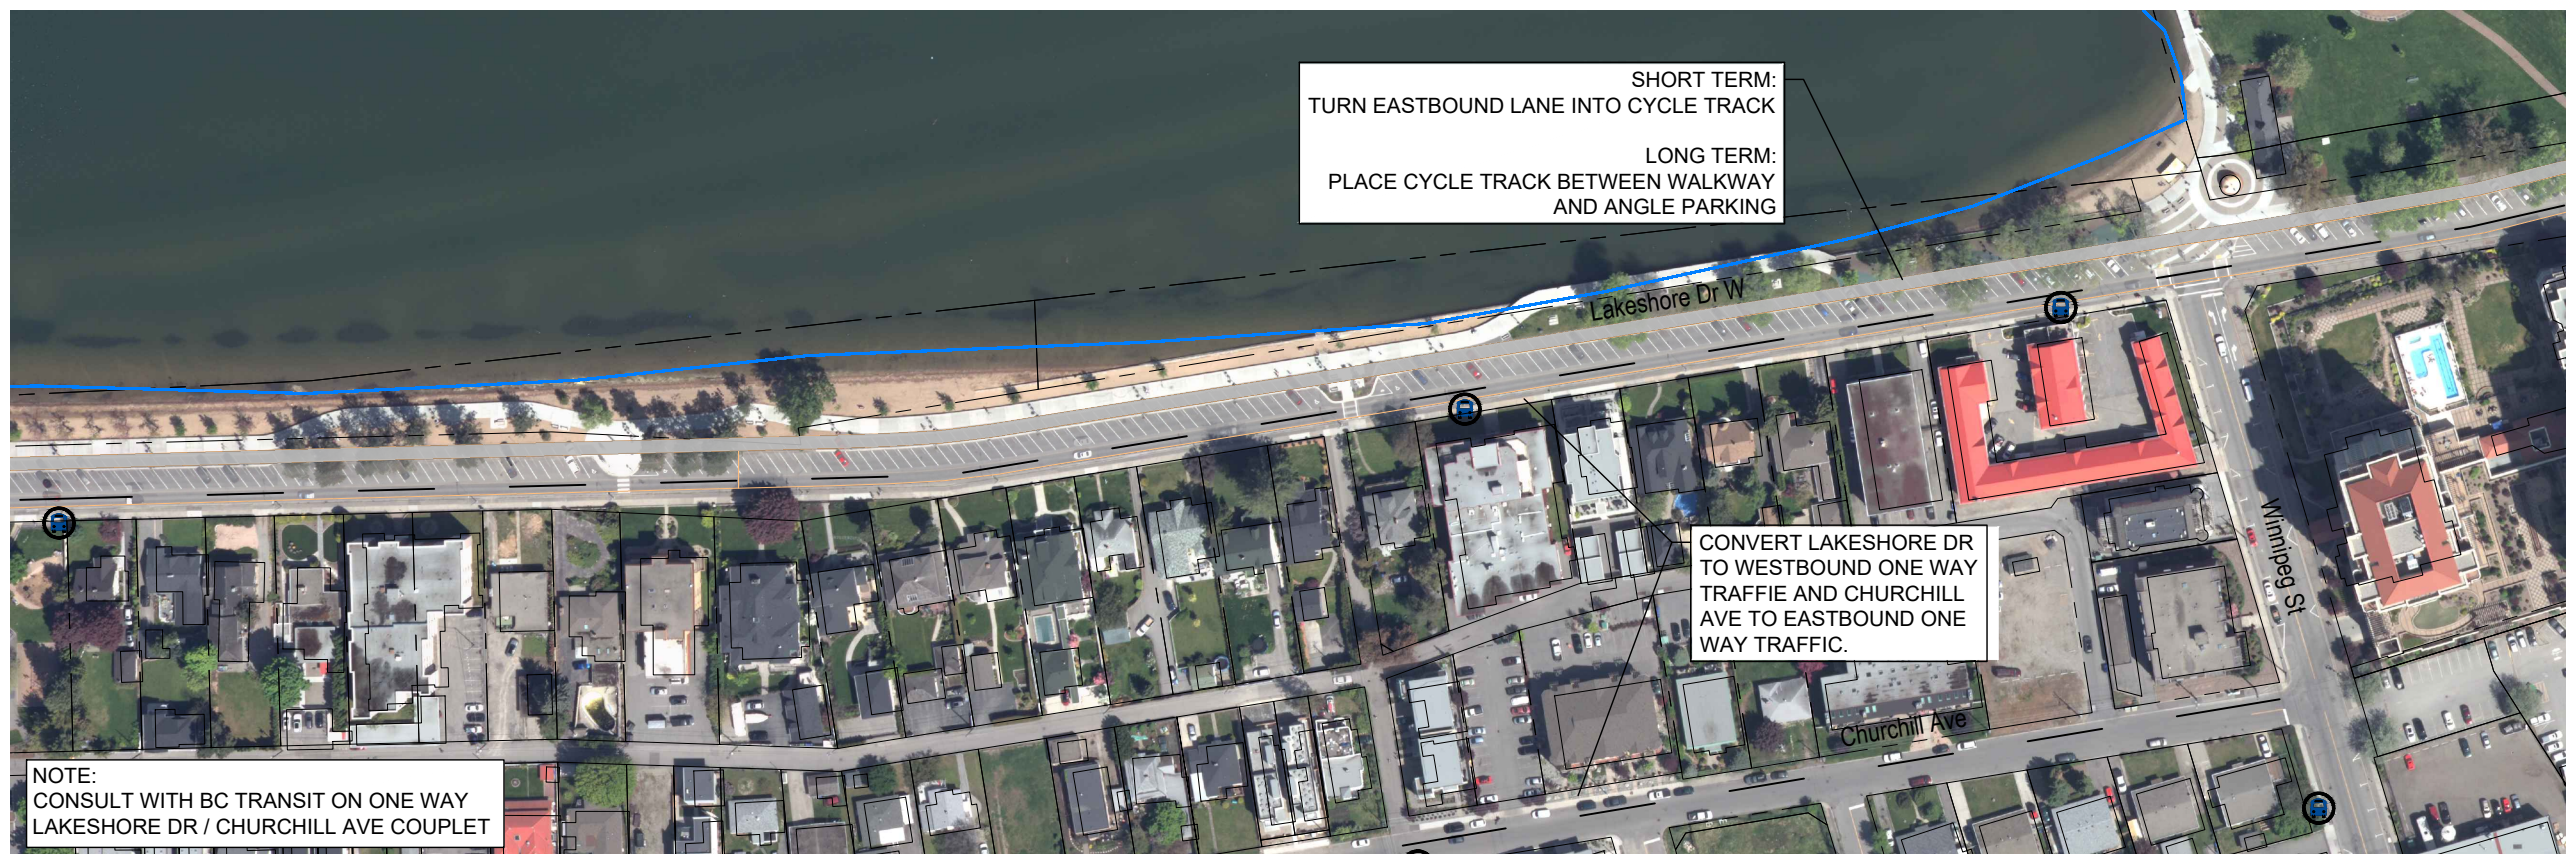 SHORT TERM:
TURN EASTBOUND LANE INTO CYCLE TRACK
LONG TERM:
PLACE CYCLE TRACK BETWEEN WALKWAY
AND ANGLE PARKING
Lakeshore Dr W
CONVERT LAKESHORE DR
TO WESTBOUND ONE WAY
TRAFFIE AND CHURCHILL
AVE TO EASTBOUND ONE
WAY TRAFFIC.
Winnipeg St
Churchill Ave
NOTE:
CONSULT WITH BC TRANSIT ON ONE WAY
LAKESHORE DR / CHURCHILL AVE COUPLET